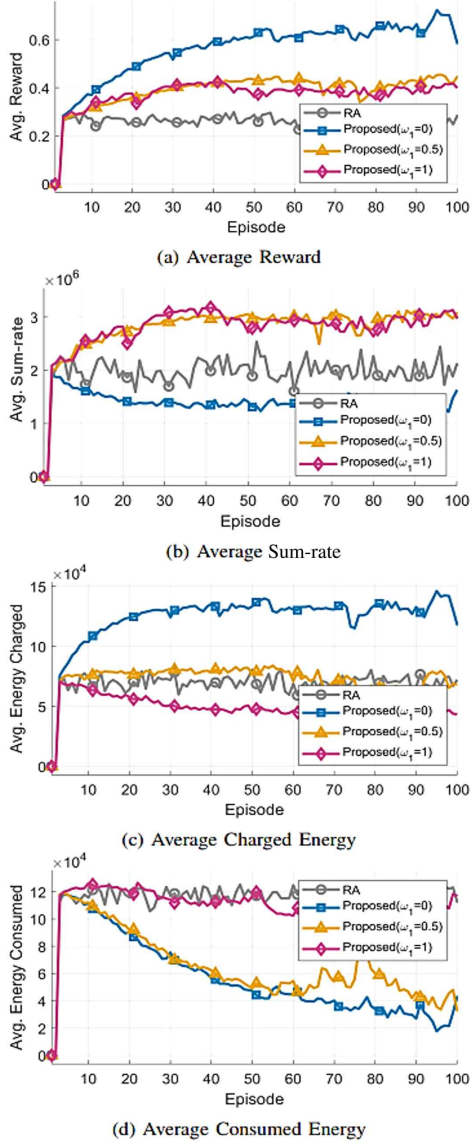 Avg. Reward
0.6
0.4
0.2
0
RA
Proposed(ω₁=0)
Proposed(ω₁=0.5)
Proposed(ω₁=1)
10 20 30 40 50 60 70 80 90 100
Episode
(a) Average Reward
×10⁶
Avg. Sum-rate
3
2
1
0
RA
Proposed(ω₁=0)
Proposed(ω₁=0.5)
Proposed(ω₁=1)
10 20 30 40 50 60 70 80 90 100
Episode
(b) Average Sum-rate
×10⁴
Avg. Energy Charged
15
10
5
0
RA
Proposed(ω₁=0)
Proposed(ω₁=0.5)
Proposed(ω₁=1)
10 20 30 40 50 60 70 80 90 100
Episode
(c) Average Charged Energy
×10⁴
Avg. Energy Consumed
12
10
8
6
4
2
0
RA
Proposed(ω₁=0)
Proposed(ω₁=0.5)
Proposed(ω₁=1)
10 20 30 40 50 60 70 80 90 100
Episode
(d) Average Consumed Energy